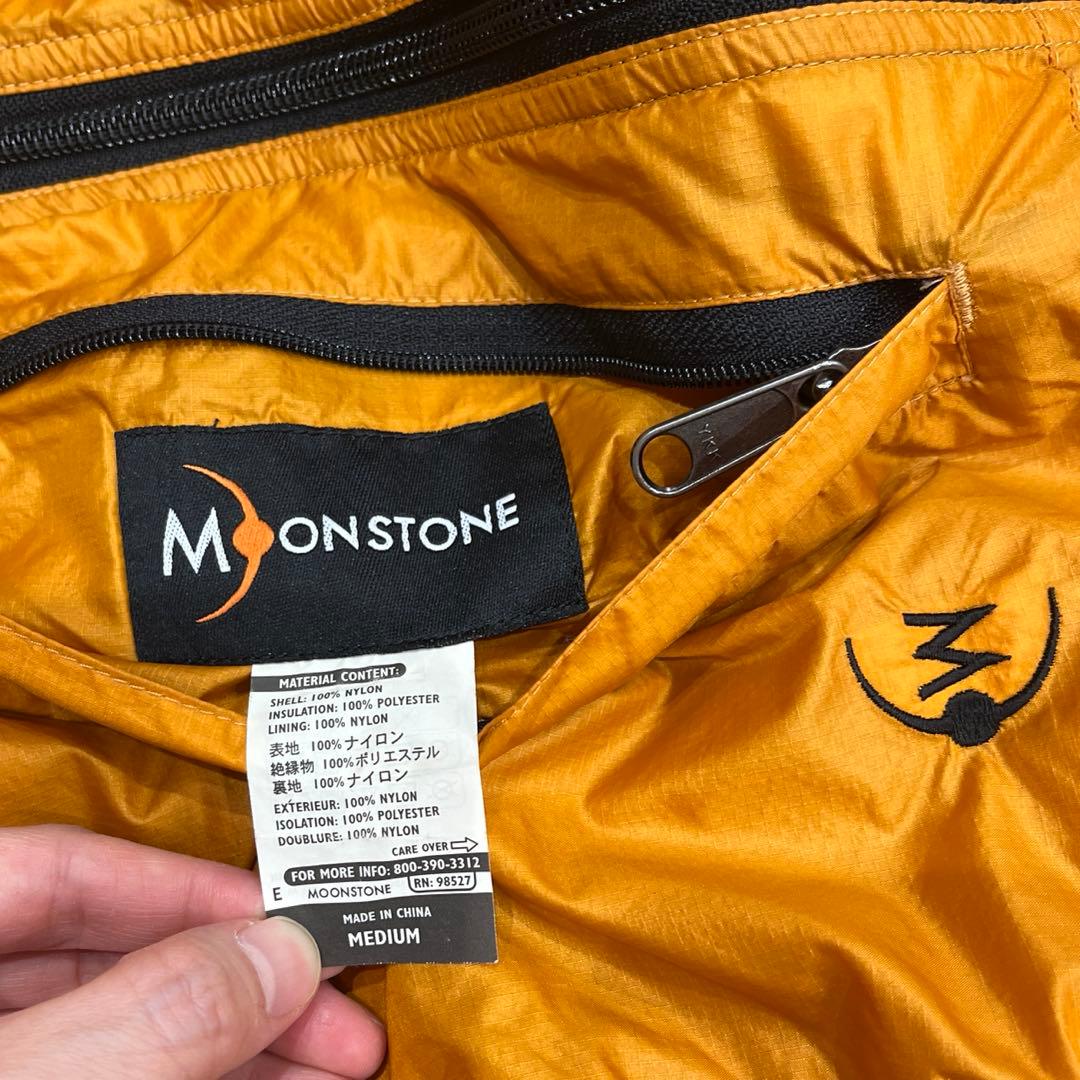 YKK
MOONSTONE
M
MATERIAL CONTENT:
SHELL: 100% NYLON
INSULATION: 100% POLYESTER
LINING: 100% NYLON
表地 100%ナイロン
絶縁物 100%ポリエステル
裏地 100%ナイロン
EXTERIEUR: 100% NYLON
ISOLATION: 100% POLYESTER
DOUBLURE: 100% NYLON
CARE OVER
FOR MORE INFO: 800-390-3312
E MOONSTONE RN: 98527
MADE IN CHINA
MEDIUM